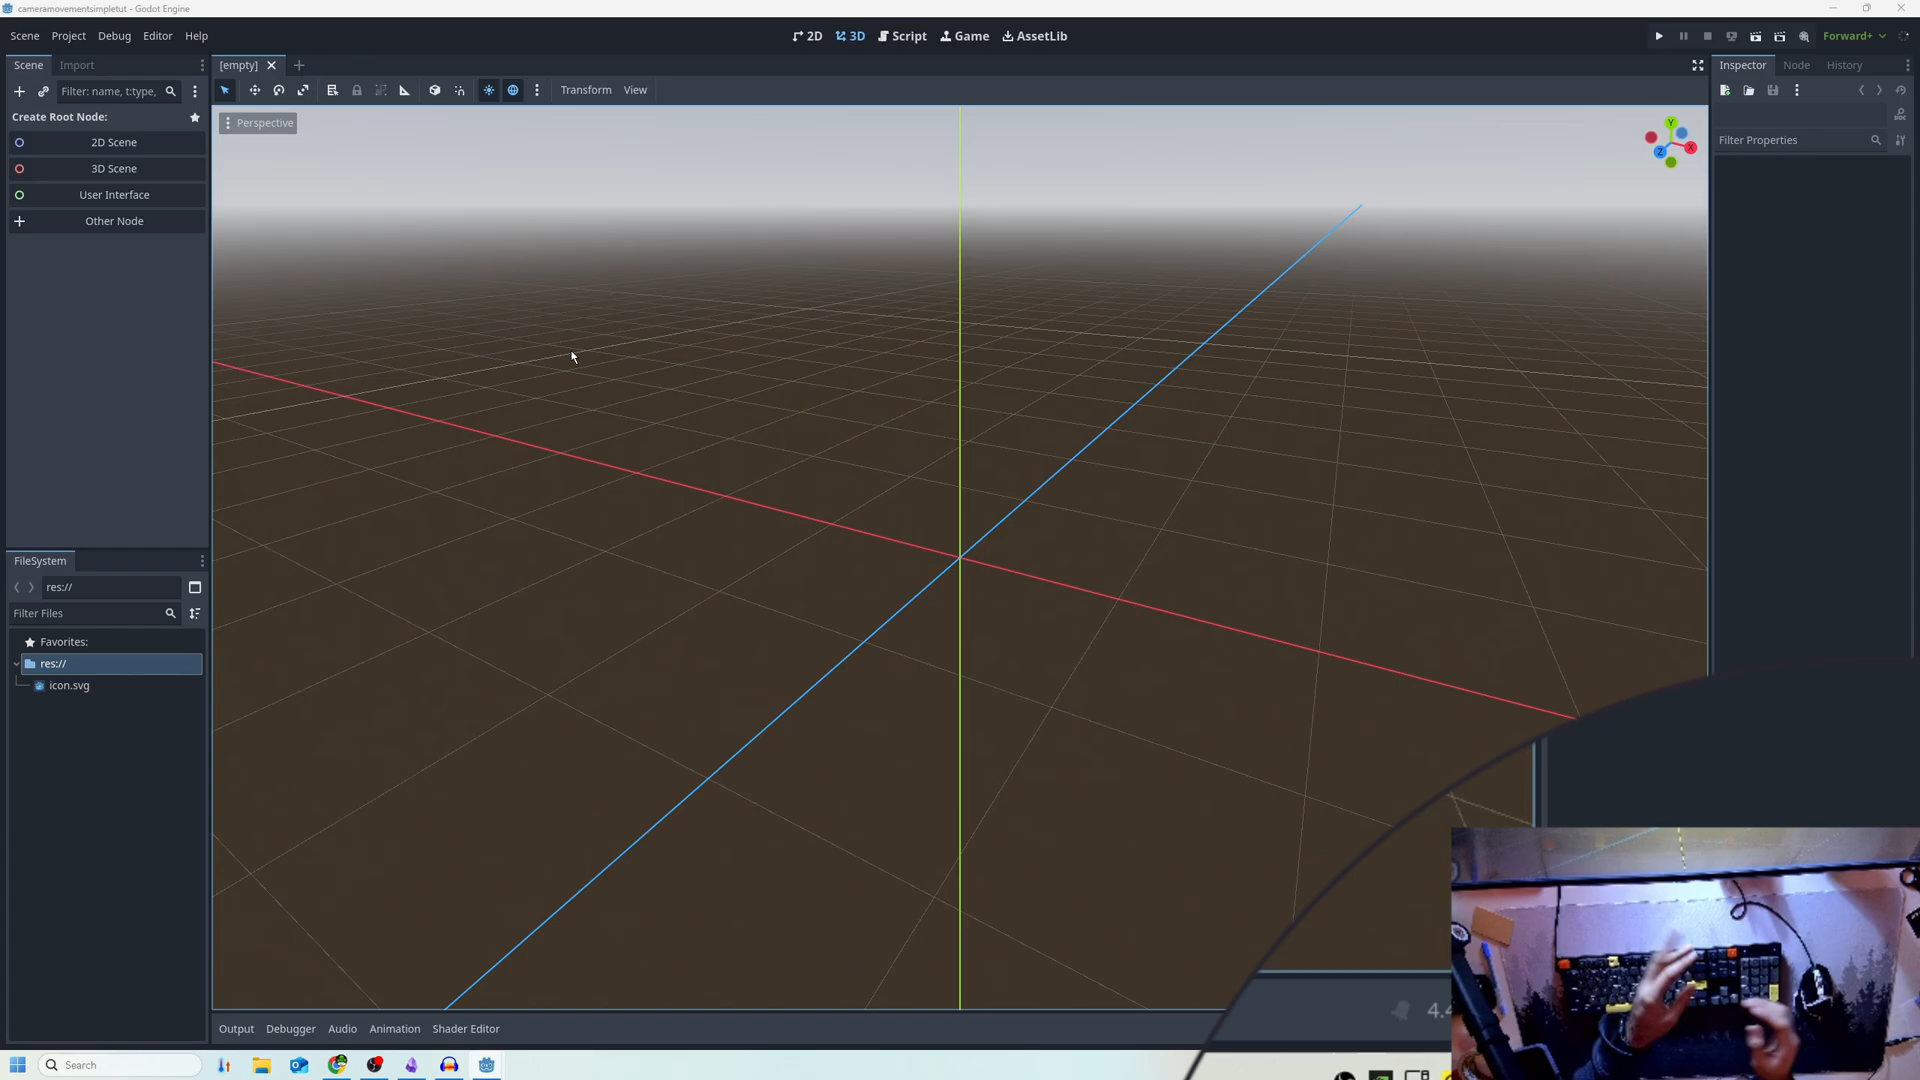 cameramovementsimpletut - Godot Engine
Scene Project Debug Editor Help
2D 3D Script Game AssetLib
Forward+
Scene Import
[empty]
Inspector Node History
Filter: name, t:type,
Transform View
Create Root Node:
Perspective
Y
X
Z
Filter Properties
2D Scene
3D Scene
User Interface
Other Node
FileSystem
res://
Filter Files
Favorites:
res://
icon.svg
Output Debugger Audio Animation Shader Editor
4.4
Search